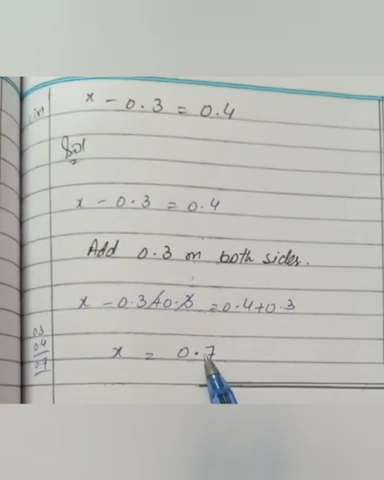 x - 0.3 = 0.4
Sol
x - 0.3 = 0.4
Add 0.3 on both sides.
x - 0.3 + 0.3 = 0.4 + 0.3
0.3
0.4
0.7
x = 0.7